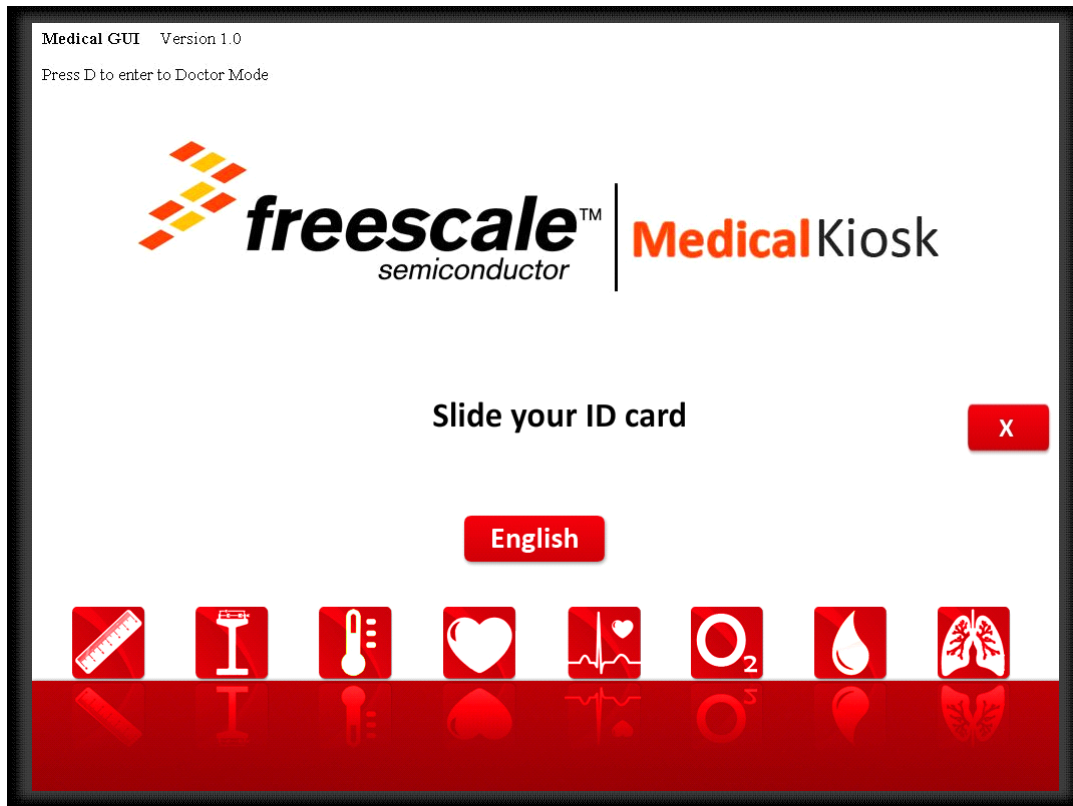 Medical GUI Version 1.0
Press D to enter to Doctor Mode
freescale™
semiconductor
MedicalKiosk
Slide your ID card
X
English
O2